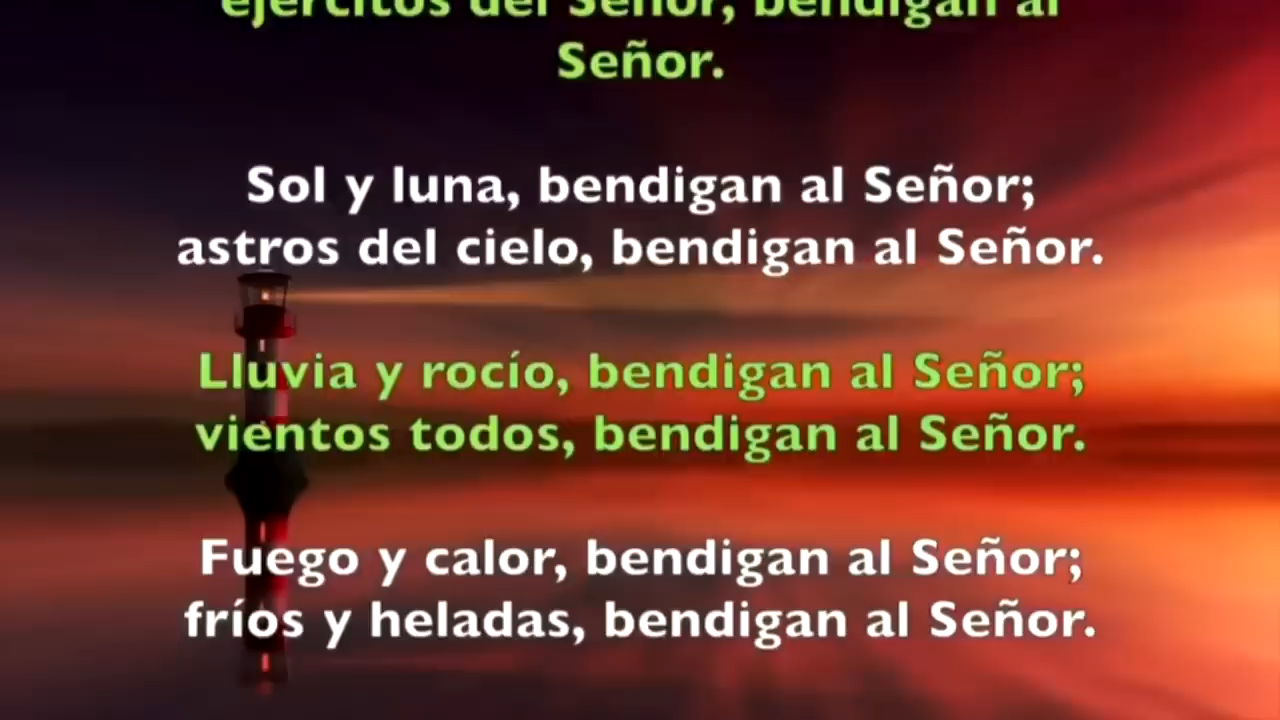 ejércitos del Señor, bendigan al
Señor.
Sol y luna, bendigan al Señor;
astros del cielo, bendigan al Señor.
Lluvia y rocío, bendigan al Señor;
vientos todos, bendigan al Señor.
Fuego y calor, bendigan al Señor;
fríos y heladas, bendigan al Señor.